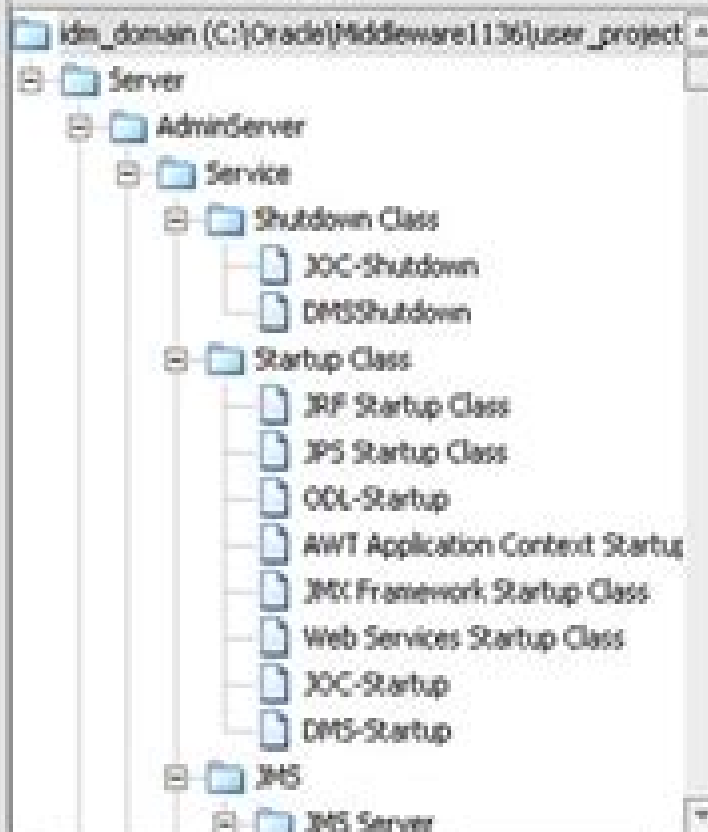 idm_domain (C:\Oracle\Middleware1136\user_project
Server
AdminServer
Service
Shutdown Class
JOC-Shutdown
DMSShutdown
Startup Class
JRF Startup Class
JPS Startup Class
ODL-Startup
AWT Application Context Startup
JMX Framework Startup Class
Web Services Startup Class
JOC-Startup
DMS-Startup
JMS
JMS Server